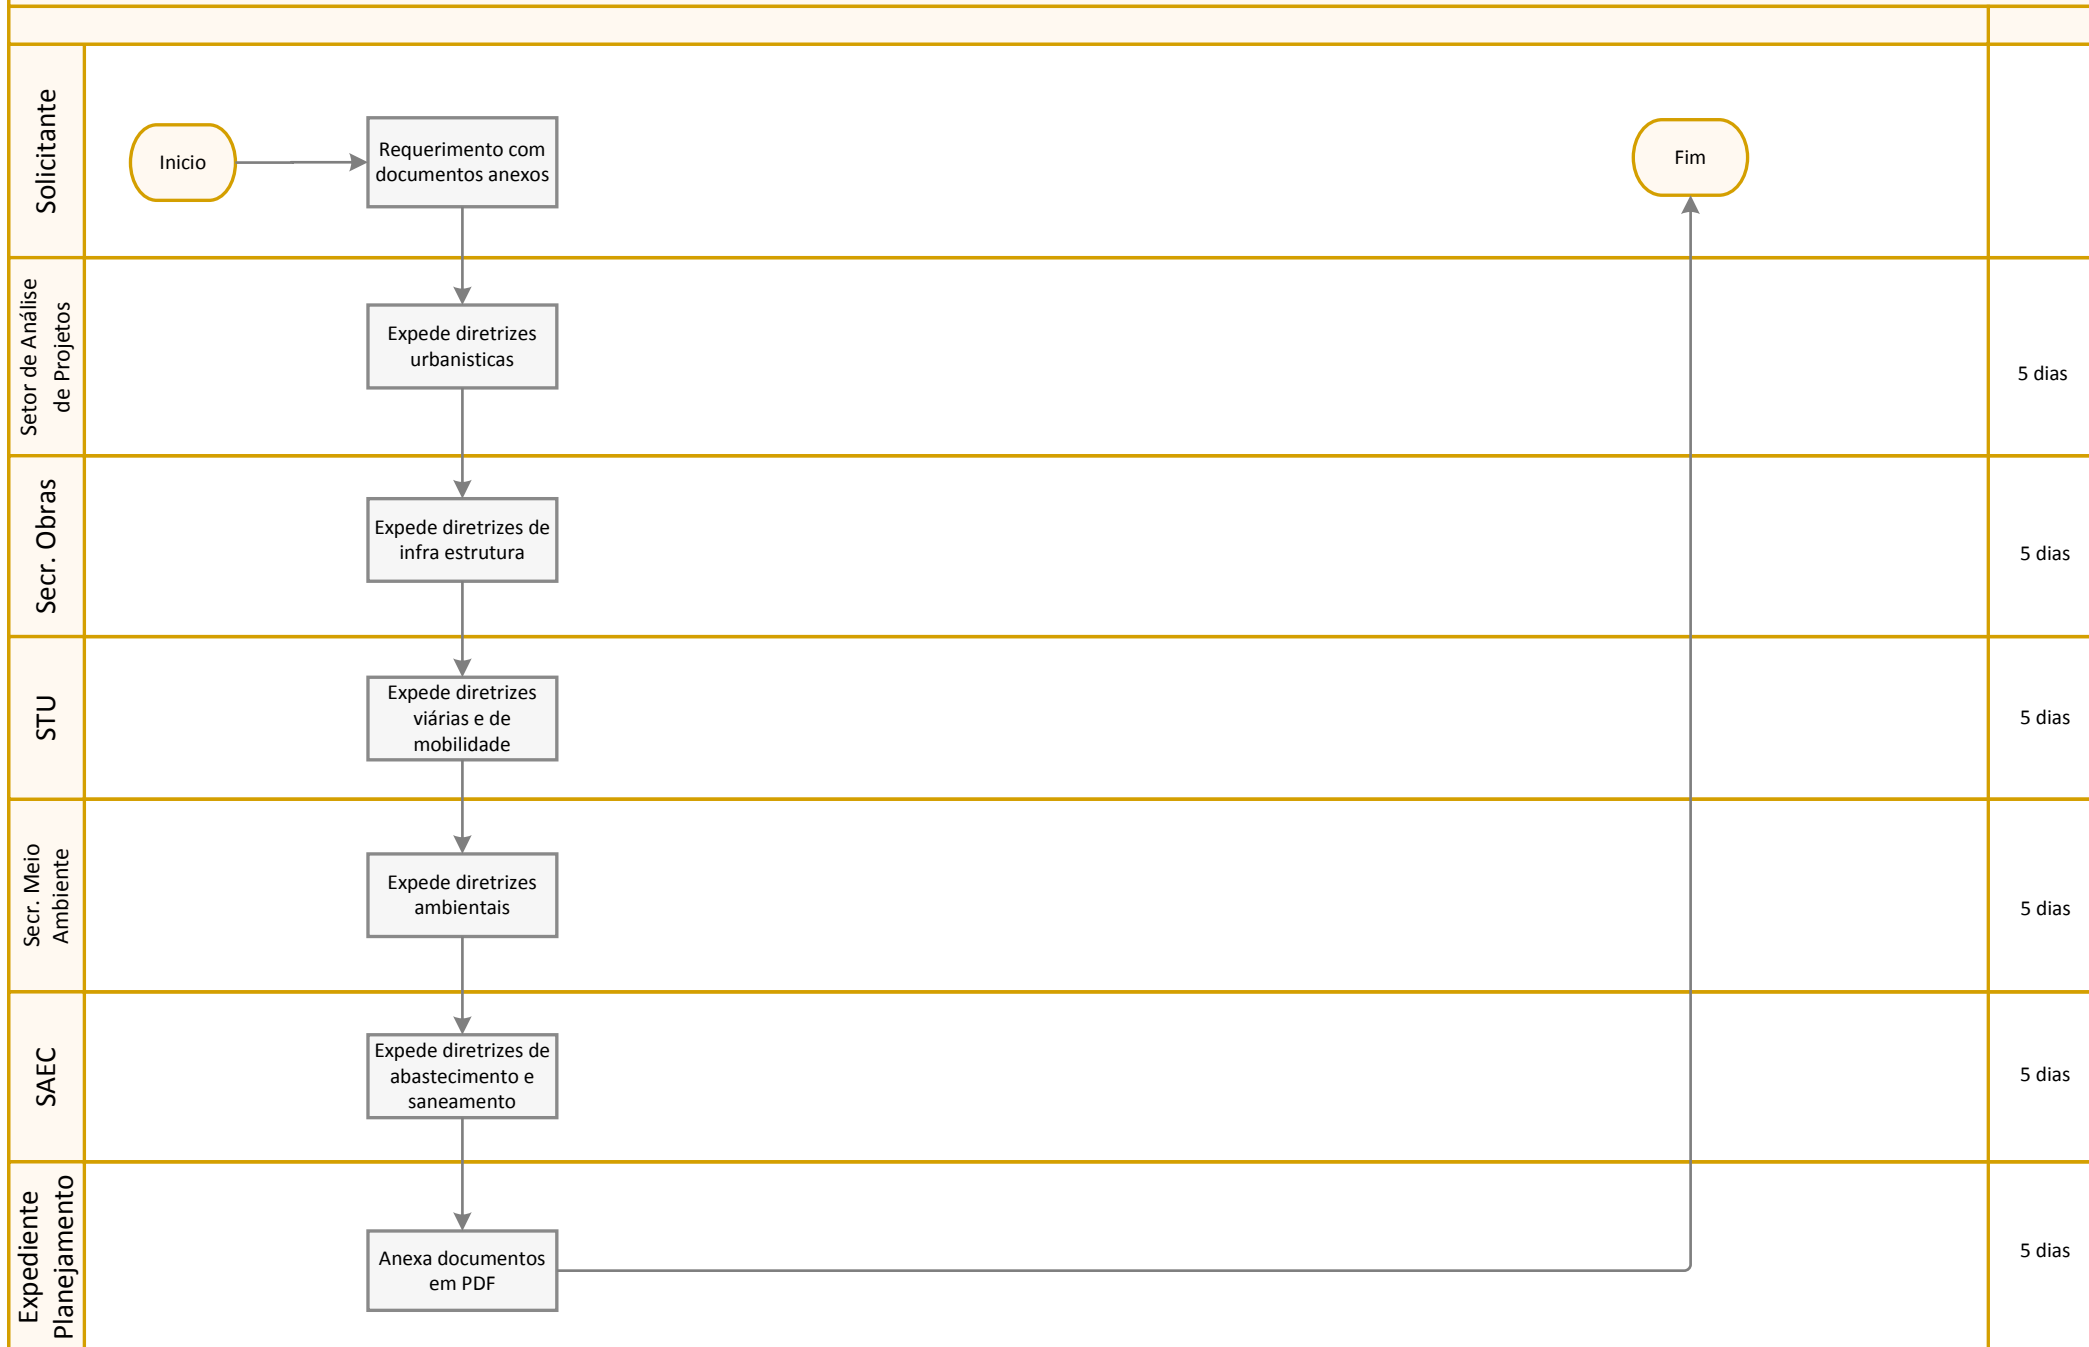 Solicitante
Inicio
Requerimento com
documentos anexos
Fim
Setor de Análise
de Projetos
Expede diretrizes
urbanisticas
5 dias
Secr. Obras
Expede diretrizes de
infra estrutura
5 dias
STU
Expede diretrizes
viárias e de
mobilidade
5 dias
Secr. Meio
Ambiente
Expede diretrizes
ambientais
5 dias
SAEC
Expede diretrizes de
abastecimento e
saneamento
5 dias
Expediente
Planejamento
Anexa documentos
em PDF
5 dias